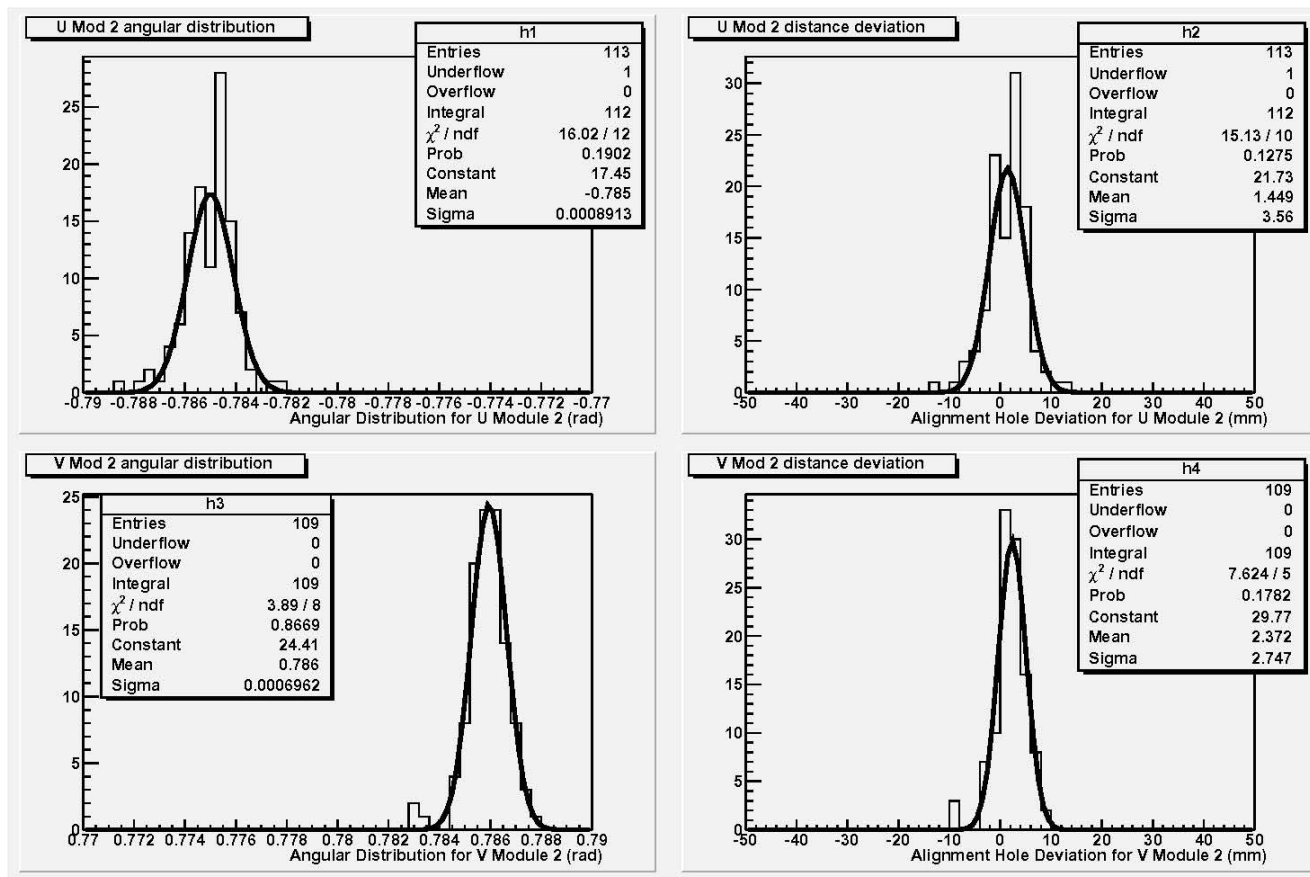 U Mod 2 angular distribution
h1
Entries 113
Underflow 1
Overflow 0
Integral 112
χ² / ndf 16.02 / 12
Prob 0.1902
Constant 17.45
Mean -0.785
Sigma 0.0008913
25
20
15
10
5
0
-0.79 -0.788 -0.786 -0.784 -0.782 -0.78 -0.778 -0.776 -0.774 -0.772 -0.77
Angular Distribution for U Module 2 (rad)
U Mod 2 distance deviation
h2
Entries 113
Underflow 1
Overflow 0
Integral 112
χ² / ndf 15.13 / 10
Prob 0.1275
Constant 21.73
Mean 1.449
Sigma 3.56
30
25
20
15
10
5
0
-50 -40 -30 -20 -10 0 10 20 30 40 50
Alignment Hole Deviation for U Module 2 (mm)
V Mod 2 angular distribution
h3
Entries 109
Underflow 0
Overflow 0
Integral 109
χ² / ndf 3.89 / 8
Prob 0.8669
Constant 24.41
Mean 0.786
Sigma 0.0006962
25
20
15
10
5
0
0.77 0.772 0.774 0.776 0.778 0.78 0.782 0.784 0.786 0.788 0.79
Angular Distribution for V Module 2 (rad)
V Mod 2 distance deviation
h4
Entries 109
Underflow 0
Overflow 0
Integral 109
χ² / ndf 7.624 / 5
Prob 0.1782
Constant 29.77
Mean 2.372
Sigma 2.747
30
25
20
15
10
5
0
-50 -40 -30 -20 -10 0 10 20 30 40 50
Alignment Hole Deviation for V Module 2 (mm)